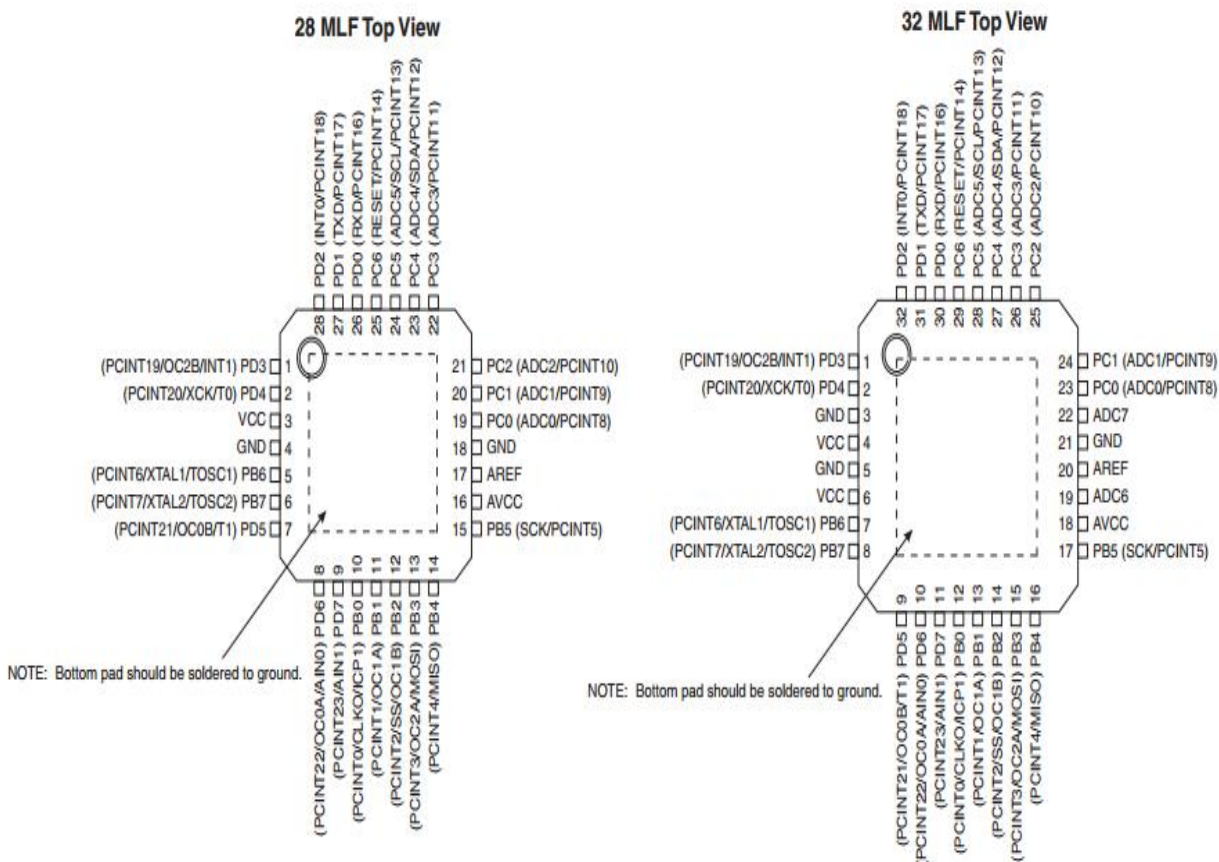 28 MLF Top View
PD2 (INT0/PCINT18)
PD1 (TXD/PCINT17)
PD0 (RXD/PCINT16)
PC6 (RESET/PCINT14)
PC5 (ADC5/SCL/PCINT13)
PC4 (ADC4/SDA/PCINT12)
PC3 (ADC3/PCINT11)
28
27
26
25
24
23
22
(PCINT19/OC2B/INT1) PD3 1
(PCINT20/XCK/T0) PD4 2
VCC 3
GND 4
(PCINT6/XTAL1/TOSC1) PB6 5
(PCINT7/XTAL2/TOSC2) PB7 6
(PCINT21/OC0B/T1) PD5 7
21 PC2 (ADC2/PCINT10)
20 PC1 (ADC1/PCINT9)
19 PC0 (ADC0/PCINT8)
18 GND
17 AREF
16 AVCC
15 PB5 (SCK/PCINT5)
8
9
10
11
12
13
14
(PCINT22/OC0A/AIN0) PD6
(PCINT23/AIN1) PD7
(PCINT0/CLKO/ICP1) PB0
(PCINT1/OC1A) PB1
(PCINT2/SS/OC1B) PB2
(PCINT3/OC2A/MOSI) PB3
(PCINT4/MISO) PB4
NOTE: Bottom pad should be soldered to ground.
32 MLF Top View
PD2 (INT0/PCINT18)
PD1 (TXD/PCINT17)
PD0 (RXD/PCINT16)
PC6 (RESET/PCINT14)
PC5 (ADC5/SCL/PCINT13)
PC4 (ADC4/SDA/PCINT12)
PC3 (ADC3/PCINT11)
PC2 (ADC2/PCINT10)
32
31
30
29
28
27
26
25
(PCINT19/OC2B/INT1) PD3 1
(PCINT20/XCK/T0) PD4 2
GND 3
VCC 4
GND 5
VCC 6
(PCINT6/XTAL1/TOSC1) PB6 7
(PCINT7/XTAL2/TOSC2) PB7 8
24 PC1 (ADC1/PCINT9)
23 PC0 (ADC0/PCINT8)
22 ADC7
21 GND
20 AREF
19 ADC6
18 AVCC
17 PB5 (SCK/PCINT5)
9
10
11
12
13
14
15
16
(PCINT21/OC0B/T1) PD5
(PCINT22/OC0A/AIN0) PD6
(PCINT23/AIN1) PD7
(PCINT0/CLKO/ICP1) PB0
(PCINT1/OC1A) PB1
(PCINT2/SS/OC1B) PB2
(PCINT3/OC2A/MOSI) PB3
(PCINT4/MISO) PB4
NOTE: Bottom pad should be soldered to ground.